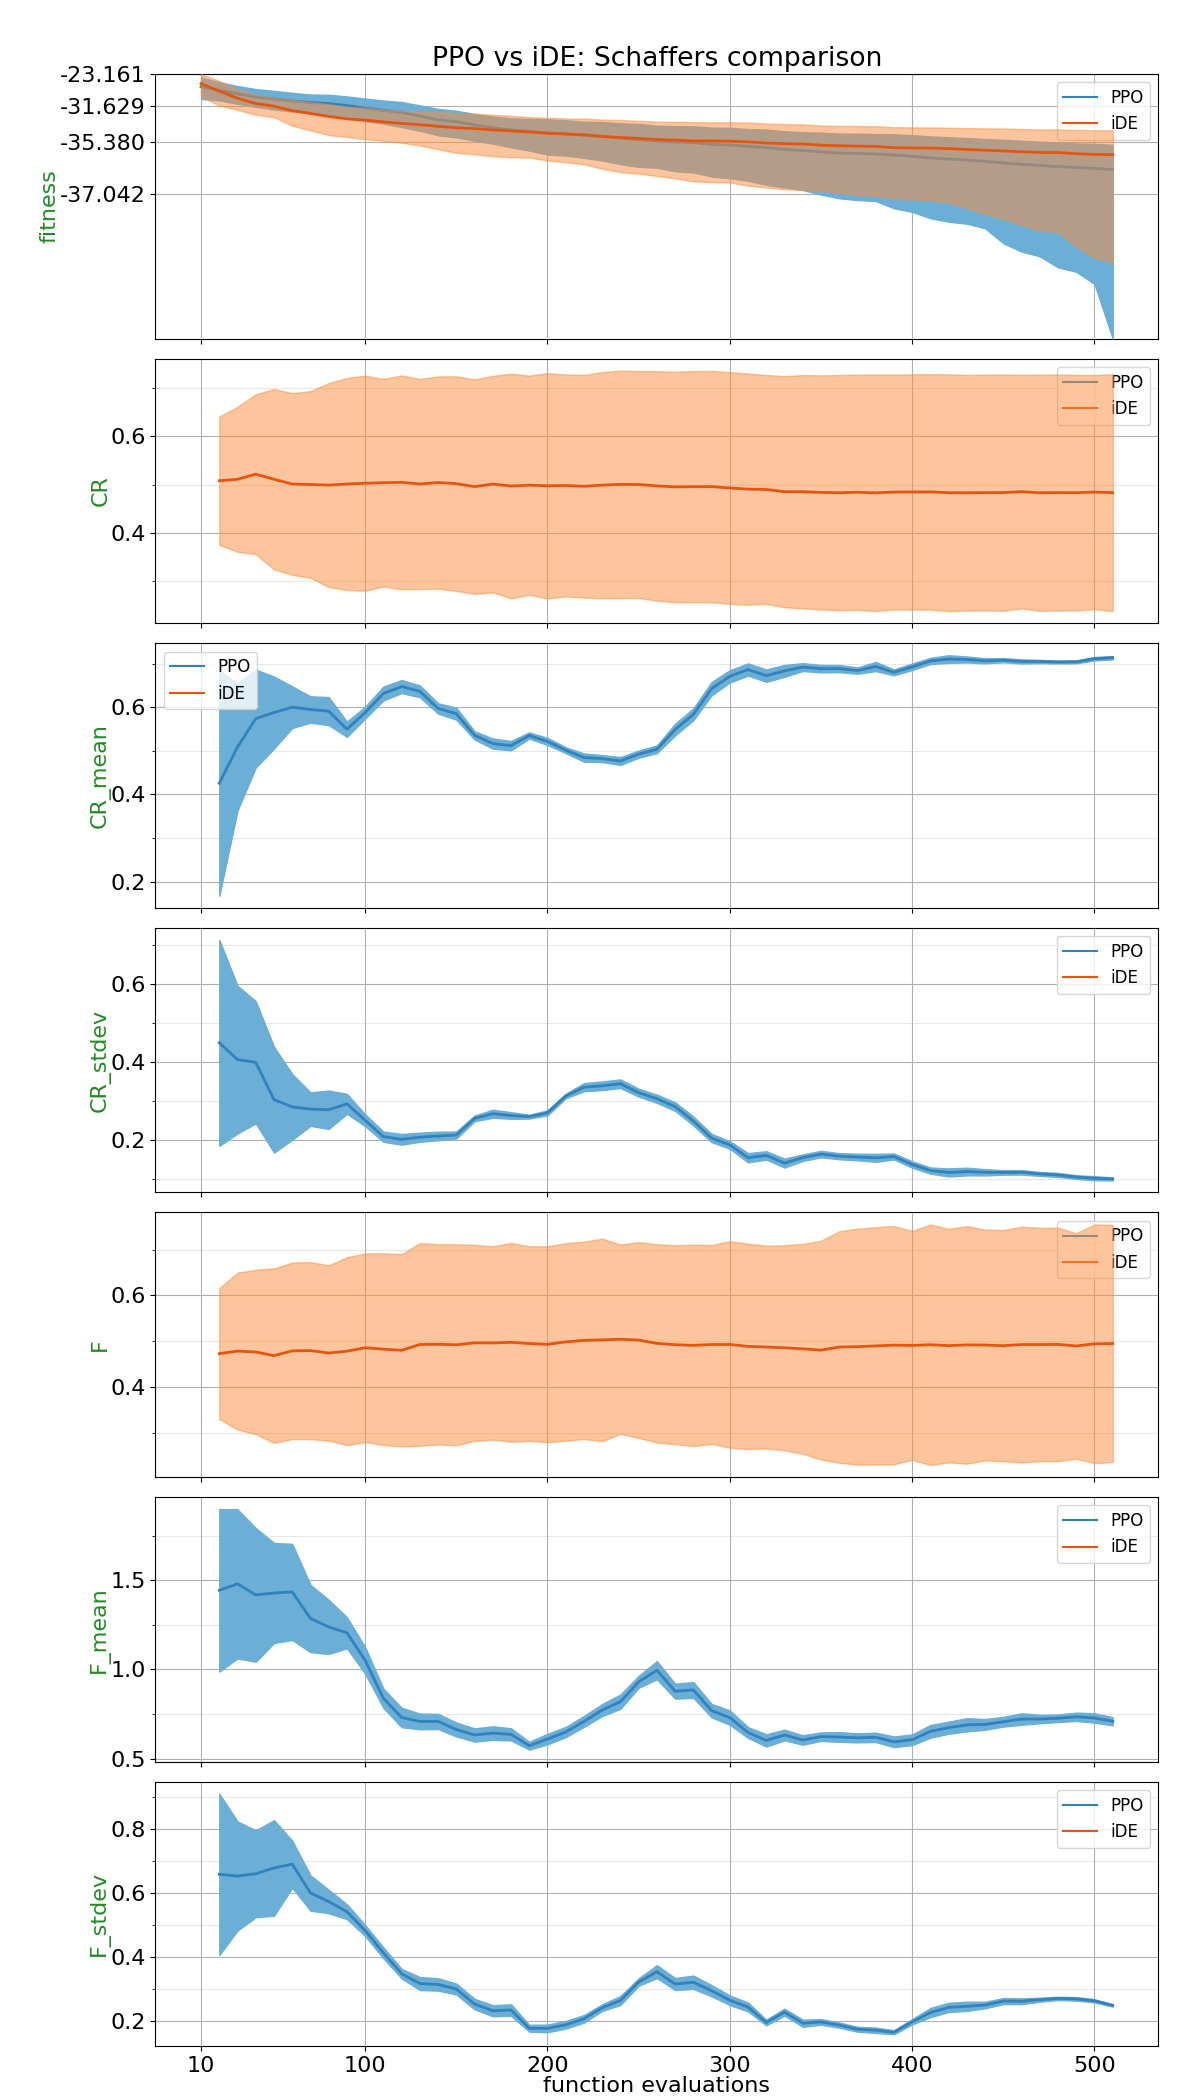 PPO vs iDE: Schaffers comparison
-23.161
-31.629
-35.380
-37.042
fitness
PPO
iDE
0.6
0.4
CR
PPO
iDE
0.6
0.4
0.2
CR_mean
PPO
iDE
0.6
0.4
0.2
CR_stdev
PPO
iDE
0.6
0.4
F
PPO
iDE
1.5
1.0
0.5
F_mean
PPO
iDE
0.8
0.6
0.4
0.2
F_stdev
PPO
iDE
10 100 200 300 400 500
function evaluations